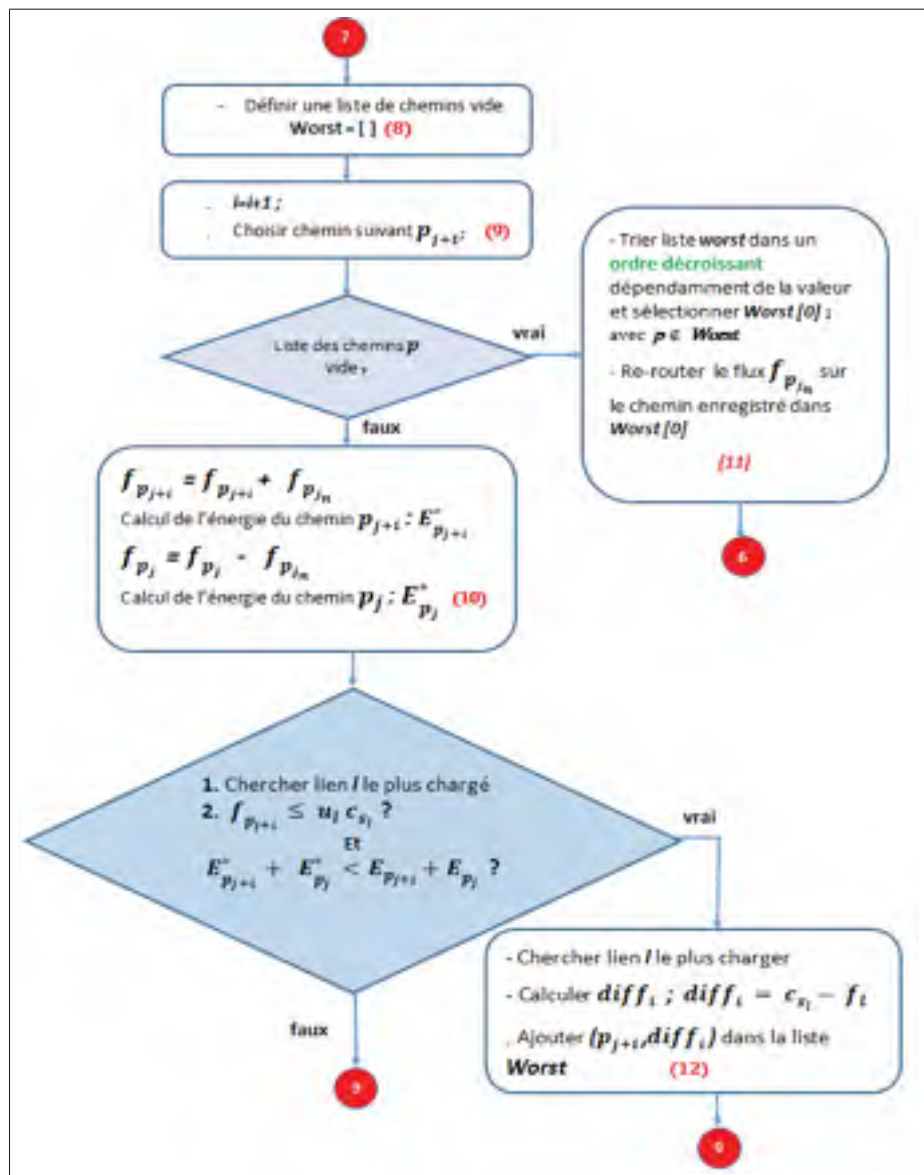 7
- Définir une liste de chemins vide
Worst = [ ] (8)
. i=i+1 ;
. Choisir chemin suivant p_{j+i}; (9)
Liste des chemins p
vide ?
vrai
- Trier liste worst dans un
ordre décroissant
dépendamment de la valeur
et sélectionner Worst [0] ;
avec p ∈ Worst
- Re-router le flux f_{p_{j_n}} sur
le chemin enregistré dans
Worst [0]
(11)
6
faux
f_{p_{j+i}} = f_{p_{j+i}} + f_{p_{j_n}}
Calcul de l'énergie du chemin p_{j+i} : E^*_{p_{j+i}}
f_{p_j} = f_{p_j} - f_{p_{j_n}}
Calcul de l'énergie du chemin p_j : E^*_{p_j} (10)
1. Chercher lien l le plus chargé
2. f_{p_{j+i}} ≤ u_l c_{s_l} ?
Et
E^*_{p_{j+i}} + E^*_{p_j} < E_{p_{j+i}} + E_{p_j} ?
vrai
- Chercher lien l le plus charger
- Calculer diff_i ; diff_i = c_{s_l} - f_l
. Ajouter (p_{j+i},diff_i) dans la liste
Worst (12)
faux
9
9